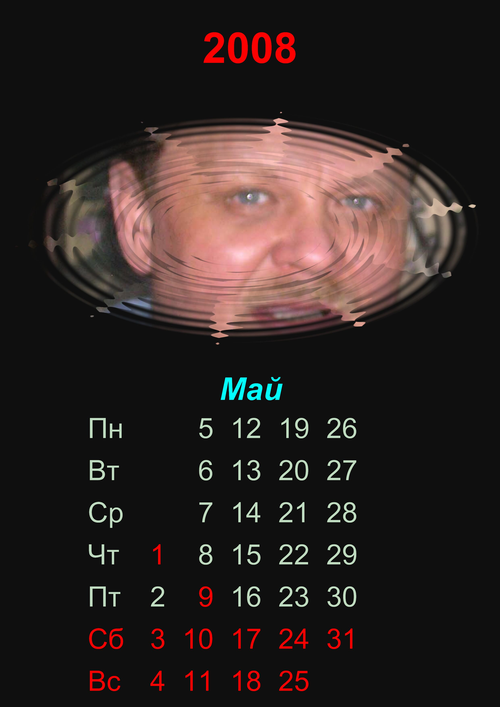 2008
Май
Пн 5 12 19 26
Вт 6 13 20 27
Ср 7 14 21 28
Чт 1 8 15 22 29
Пт 2 9 16 23 30
Сб 3 10 17 24 31
Вс 4 11 18 25